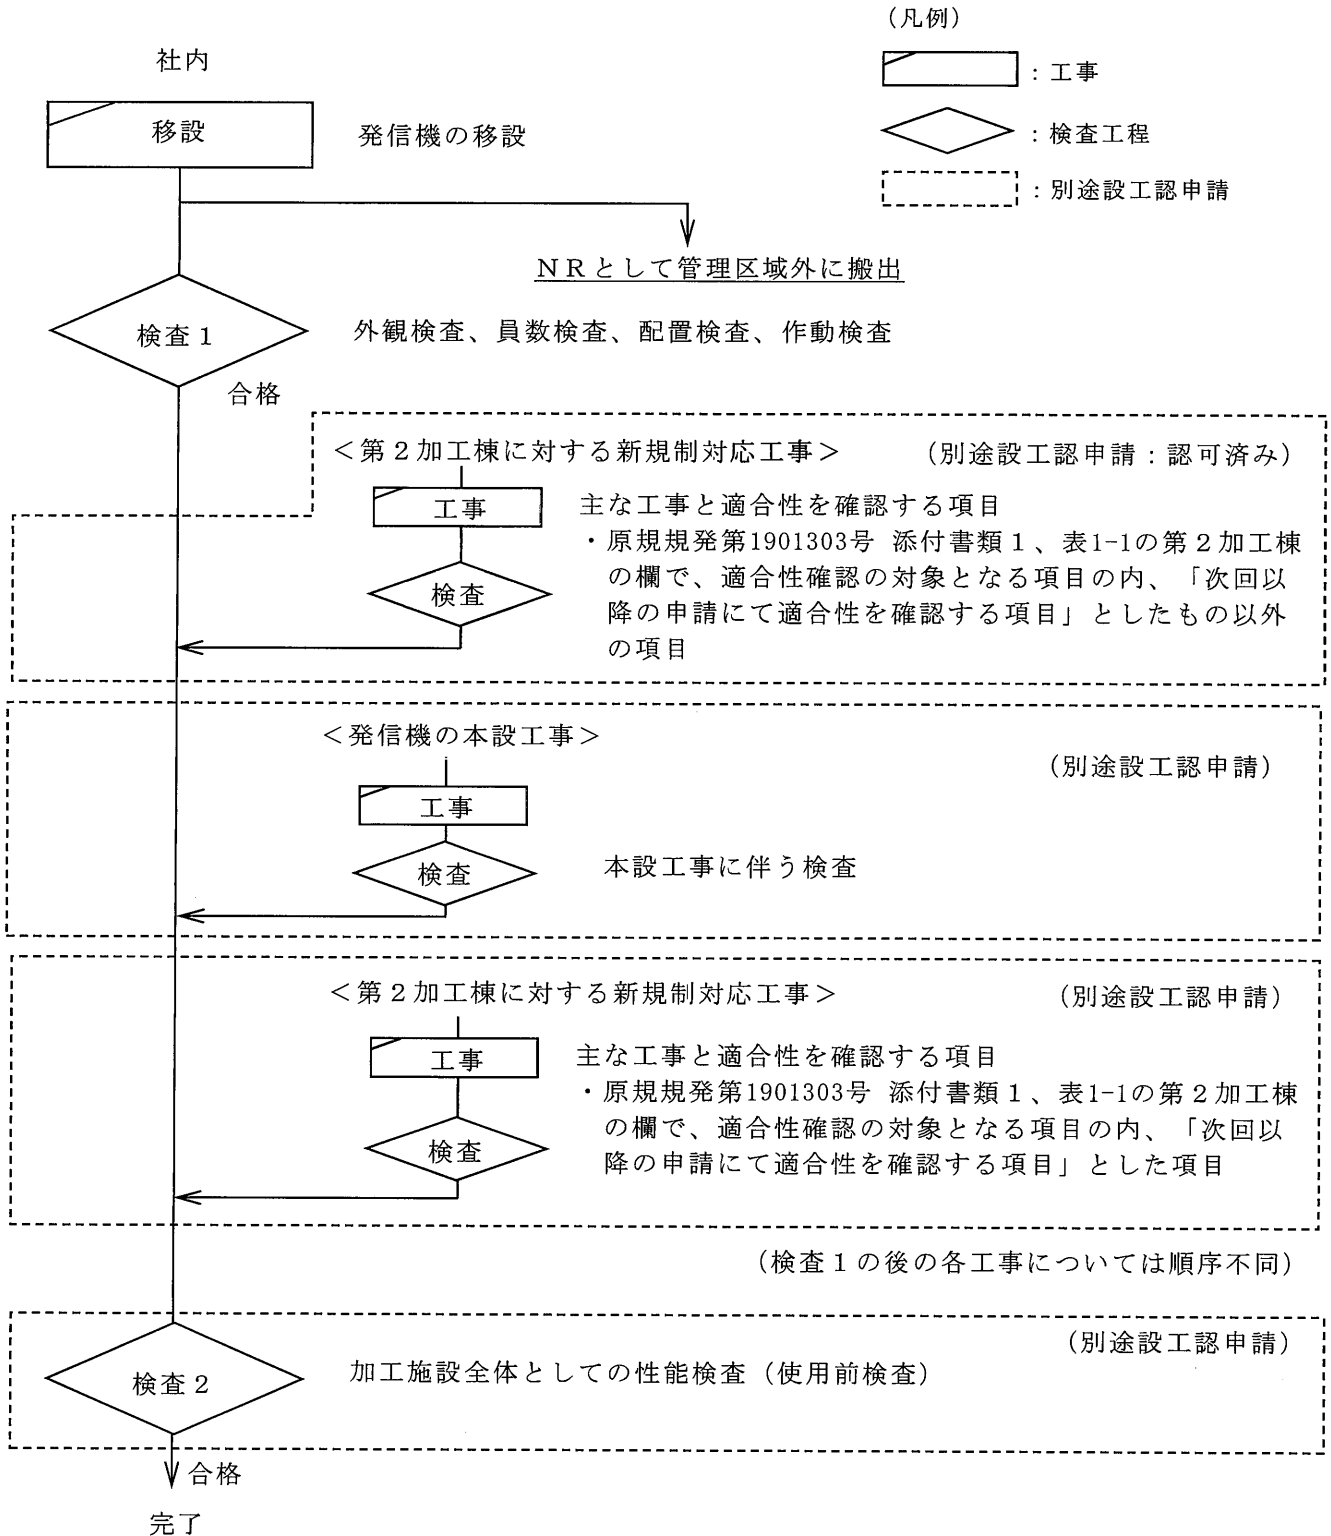 （凡例）
：工事
：検査工程
：別途設工認申請
社内
移設
発信機の移設
ＮＲとして管理区域外に搬出
検査１
外観検査、員数検査、配置検査、作動検査
合格
＜第２加工棟に対する新規制対応工事＞
（別途設工認申請：認可済み）
工事
主な工事と適合性を確認する項目
・原規規発第1901303号 添付書類１、表1-1の第２加工棟
の欄で、適合性確認の対象となる項目の内、「次回以
降の申請にて適合性を確認する項目」としたもの以外
の項目
検査
＜発信機の本設工事＞
（別途設工認申請）
工事
検査
本設工事に伴う検査
＜第２加工棟に対する新規制対応工事＞
（別途設工認申請）
工事
主な工事と適合性を確認する項目
・原規規発第1901303号 添付書類１、表1-1の第２加工棟
の欄で、適合性確認の対象となる項目の内、「次回以
降の申請にて適合性を確認する項目」とした項目
検査
（検査１の後の各工事については順序不同）
（別途設工認申請）
検査２
加工施設全体としての性能検査（使用前検査）
合格
完了